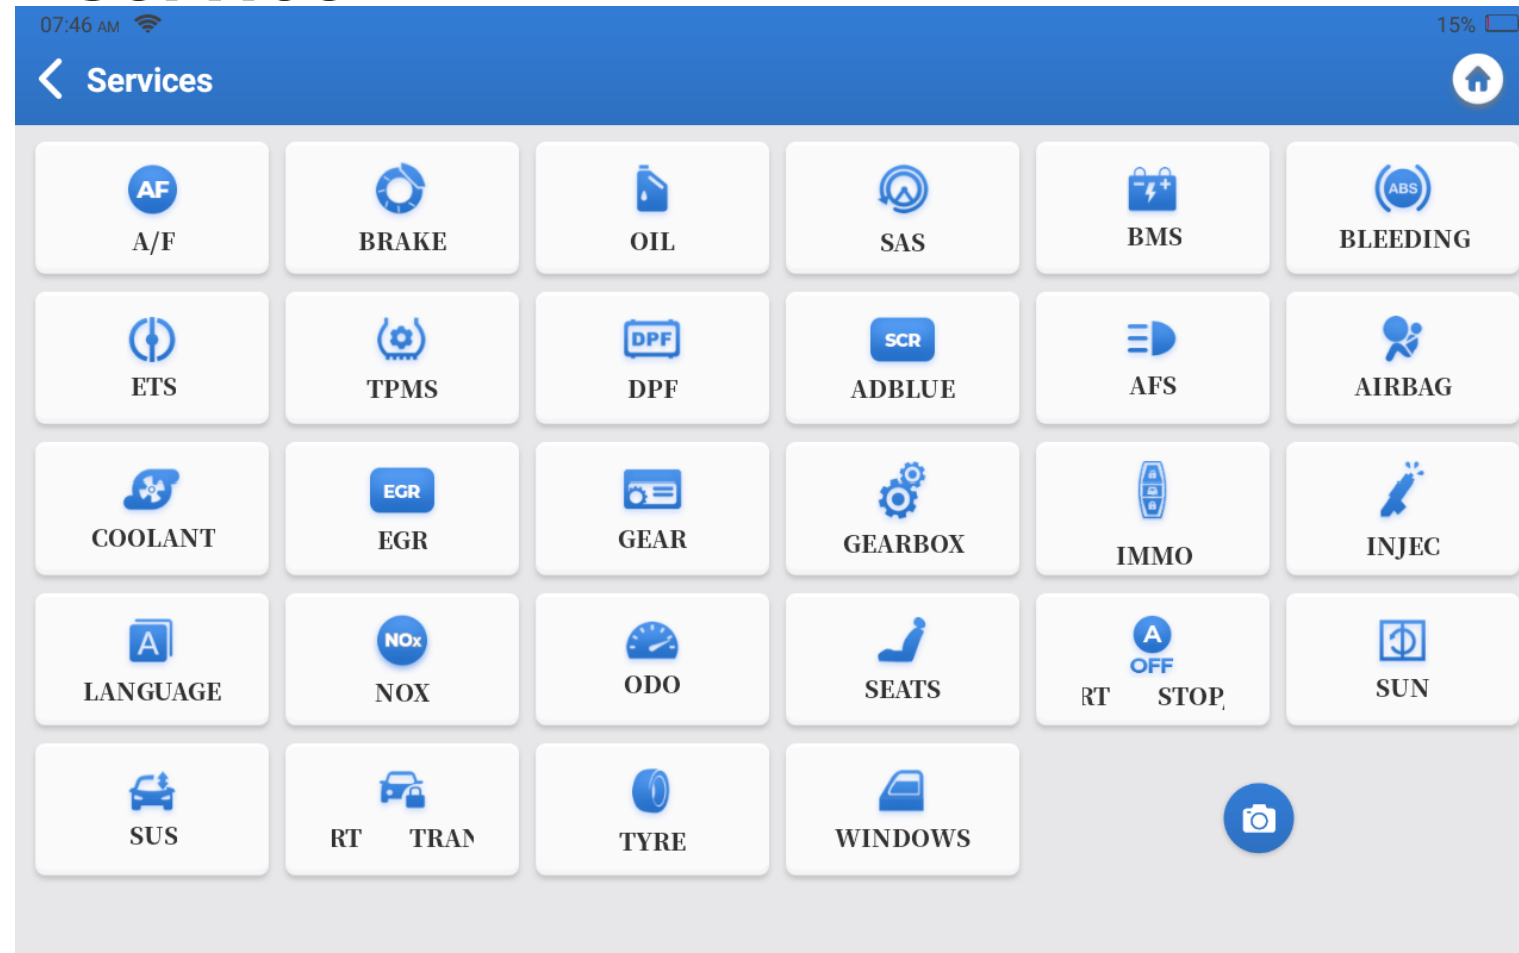 07:46 AM 15%
Services
AF ABS
A/F BRAKE OIL SAS BMS BLEEDING
DPF SCR
ETS TPMS DPF ADBLUE AFS AIRBAG
EGR
COOLANT EGR GEAR GEARBOX IMMO INJEC
A NOx A
OFF
LANGUAGE NOX ODO SEATS RT STOP, SUN
SUS RT TRAN TYRE WINDOWS